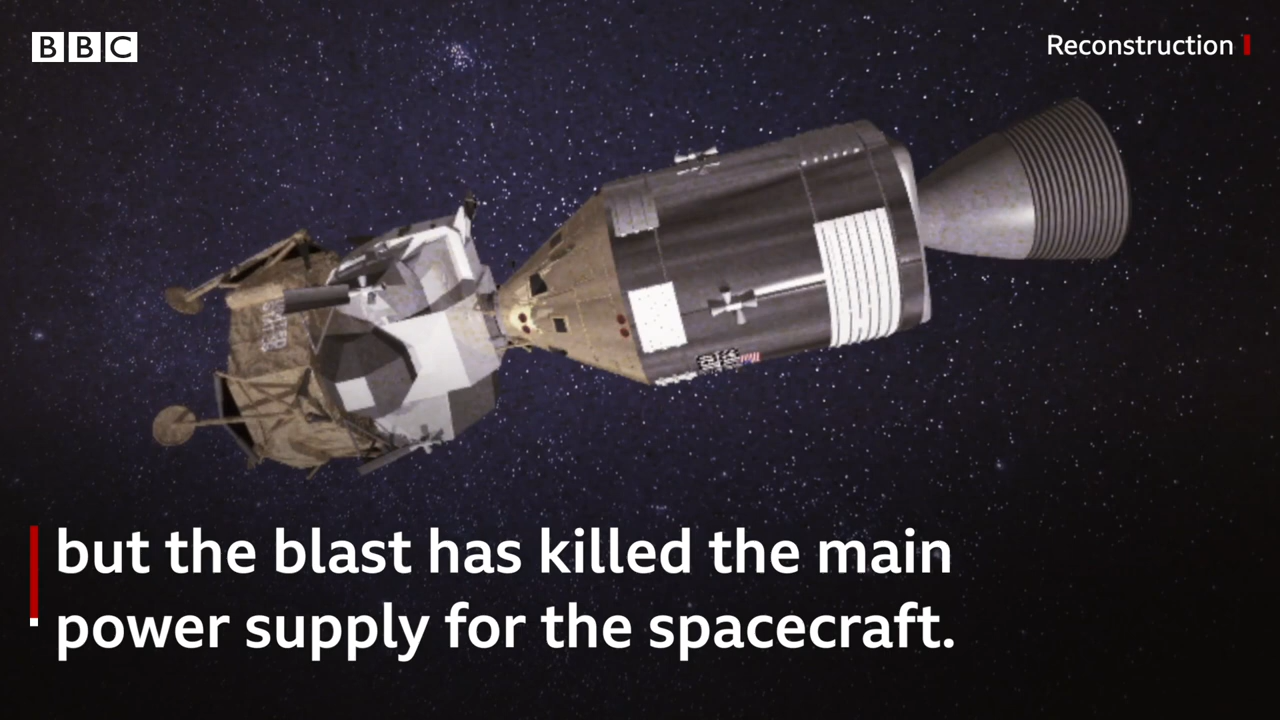 BBC
Reconstruction
but the blast has killed the main
power supply for the spacecraft.